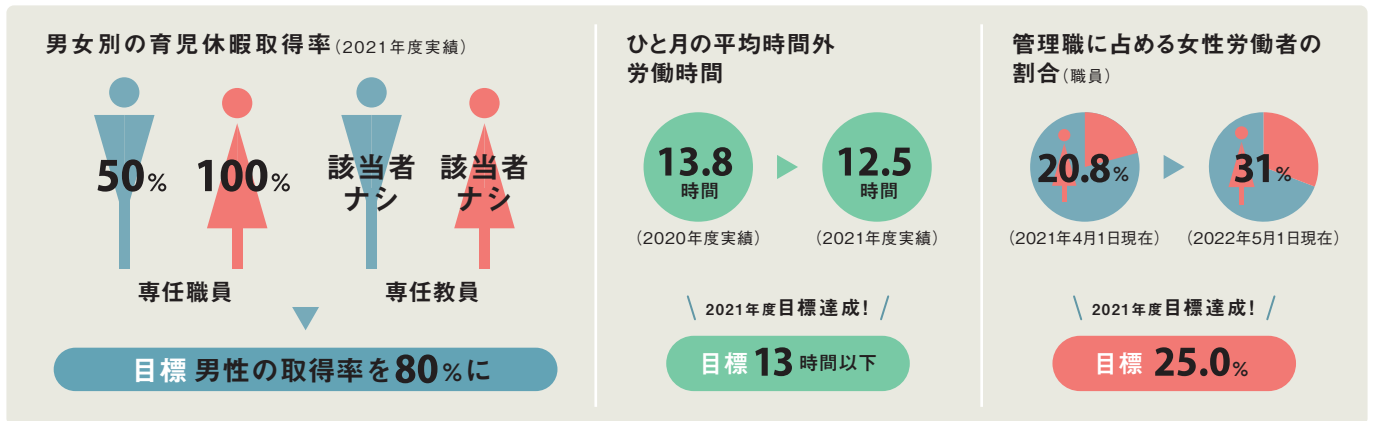 男女別の育児休暇取得率（2021年度実績）
50%
100%
該当者
ナシ
該当者
ナシ
専任職員
専任教員
目標 男性の取得率を80%に
ひと月の平均時間外
労働時間
13.8
時間
12.5
時間
（2020年度実績）
（2021年度実績）
2021年度目標達成！
目標 13時間以下
管理職に占める女性労働者の
割合（職員）
20.8%
31%
（2021年4月1日現在）
（2022年5月1日現在）
2021年度目標達成！
目標 25.0%